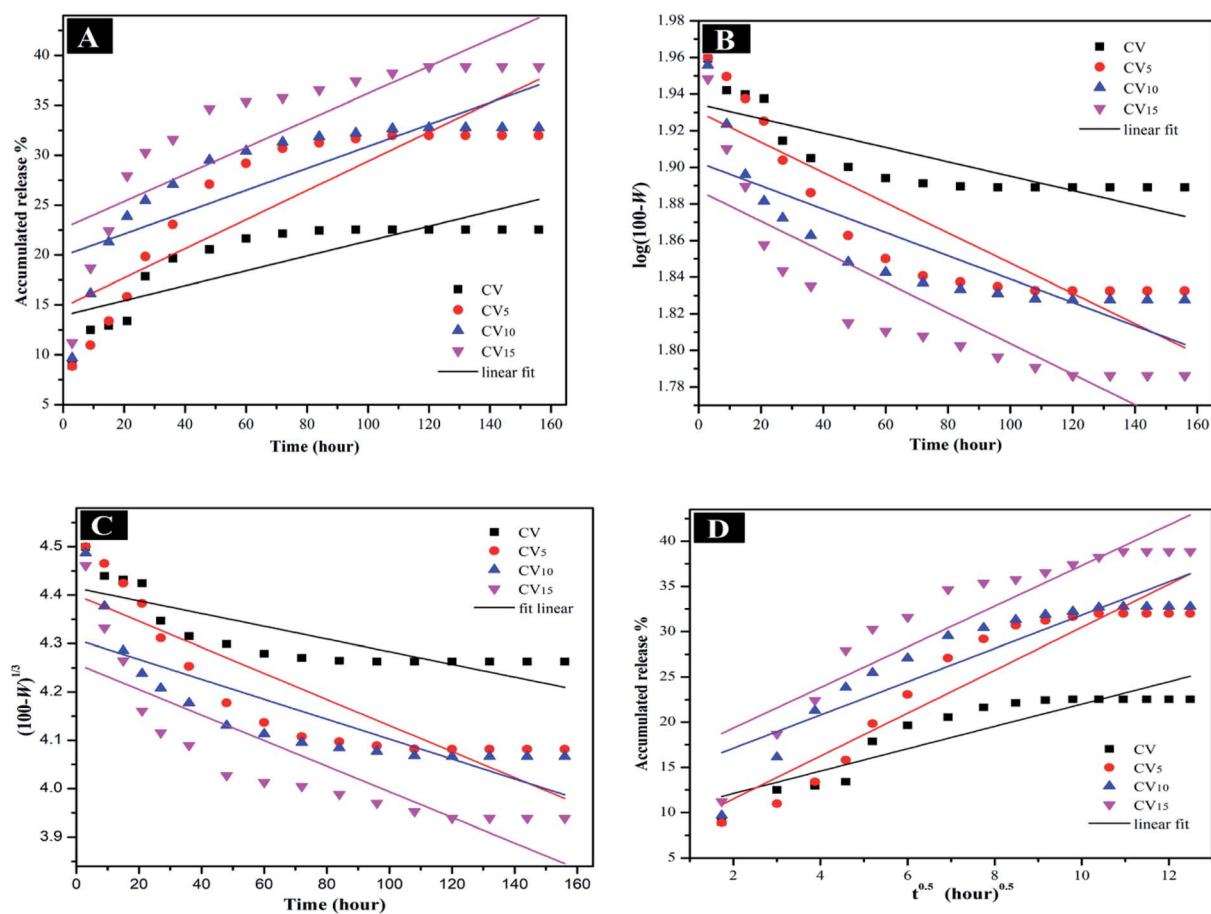 A
Accumulated release %
40
35
30
25
20
15
10
5
CV
CV5
CV10
CV15
linear fit
0 20 40 60 80 100 120 140 160
Time (hour)
B
log(100-W)
1.98
1.96
1.94
1.92
1.90
1.88
1.86
1.84
1.82
1.80
1.78
CV
CV5
CV10
CV15
linear fit
0 20 40 60 80 100 120 140 160
Time (hour)
C
(100-W)1/3
4.5
4.4
4.3
4.2
4.1
4.0
3.9
CV
CV5
CV10
CV15
fit linear
0 20 40 60 80 100 120 140 160
Time (hour)
D
Accumulated release %
40
35
30
25
20
15
10
5
0
CV
CV5
CV10
CV15
linear fit
2 4 6 8 10 12
t0.5 (hour)0.5